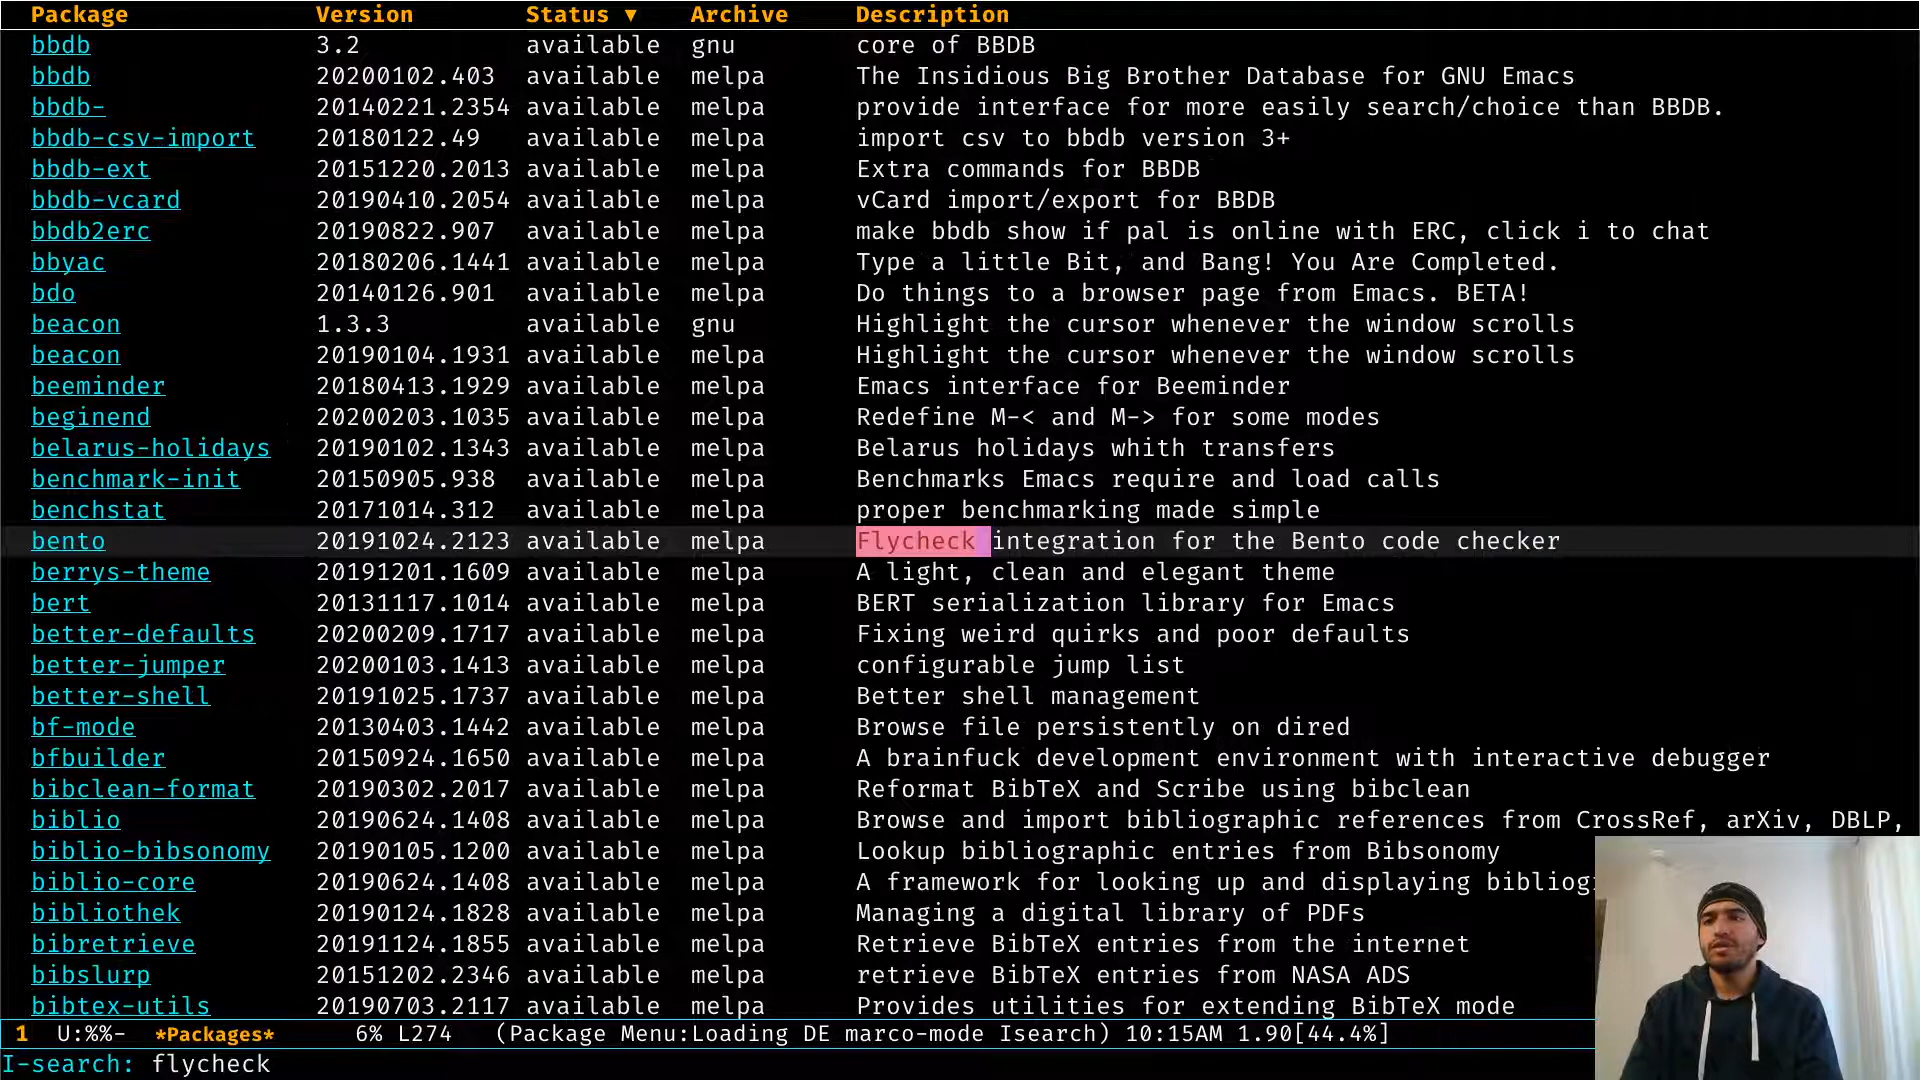 Package Version Status ▼ Archive Description
bbdb 3.2 available gnu core of BBDB
bbdb 20200102.403 available melpa The Insidious Big Brother Database for GNU Emacs
bbdb- 20140221.2354 available melpa provide interface for more easily search/choice than BBDB.
bbdb-csv-import 20180122.49 available melpa import csv to bbdb version 3+
bbdb-ext 20151220.2013 available melpa Extra commands for BBDB
bbdb-vcard 20190410.2054 available melpa vCard import/export for BBDB
bbdb2erc 20190822.907 available melpa make bbdb show if pal is online with ERC, click i to chat
bbyac 20180206.1441 available melpa Type a little Bit, and Bang! You Are Completed.
bdo 20140126.901 available melpa Do things to a browser page from Emacs. BETA!
beacon 1.3.3 available gnu Highlight the cursor whenever the window scrolls
beacon 20190104.1931 available melpa Highlight the cursor whenever the window scrolls
beeminder 20180413.1929 available melpa Emacs interface for Beeminder
beginend 20200203.1035 available melpa Redefine M-< and M-> for some modes
belarus-holidays 20190102.1343 available melpa Belarus holidays whith transfers
benchmark-init 20150905.938 available melpa Benchmarks Emacs require and load calls
benchstat 20171014.312 available melpa proper benchmarking made simple
bento 20191024.2123 available melpa Flycheck integration for the Bento code checker
berrys-theme 20191201.1609 available melpa A light, clean and elegant theme
bert 20131117.1014 available melpa BERT serialization library for Emacs
better-defaults 20200209.1717 available melpa Fixing weird quirks and poor defaults
better-jumper 20200103.1413 available melpa configurable jump list
better-shell 20191025.1737 available melpa Better shell management
bf-mode 20130403.1442 available melpa Browse file persistently on dired
bfbuilder 20150924.1650 available melpa A brainfuck development environment with interactive debugger
bibclean-format 20190302.2017 available melpa Reformat BibTeX and Scribe using bibclean
biblio 20190624.1408 available melpa Browse and import bibliographic references from CrossRef, arXiv, DBLP,
biblio-bibsonomy 20190105.1200 available melpa Lookup bibliographic entries from Bibsonomy
biblio-core 20190624.1408 available melpa A framework for looking up and displaying bibliog
bibliothek 20190124.1828 available melpa Managing a digital library of PDFs
bibretrieve 20191124.1855 available melpa Retrieve BibTeX entries from the internet
bibslurp 20151202.2346 available melpa retrieve BibTeX entries from NASA ADS
bibtex-utils 20190703.2117 available melpa Provides utilities for extending BibTeX mode
1 U:%%- *Packages* 6% L274 (Package Menu:Loading DE marco-mode Isearch) 10:15AM 1.90[44.4%]
I-search: flycheck